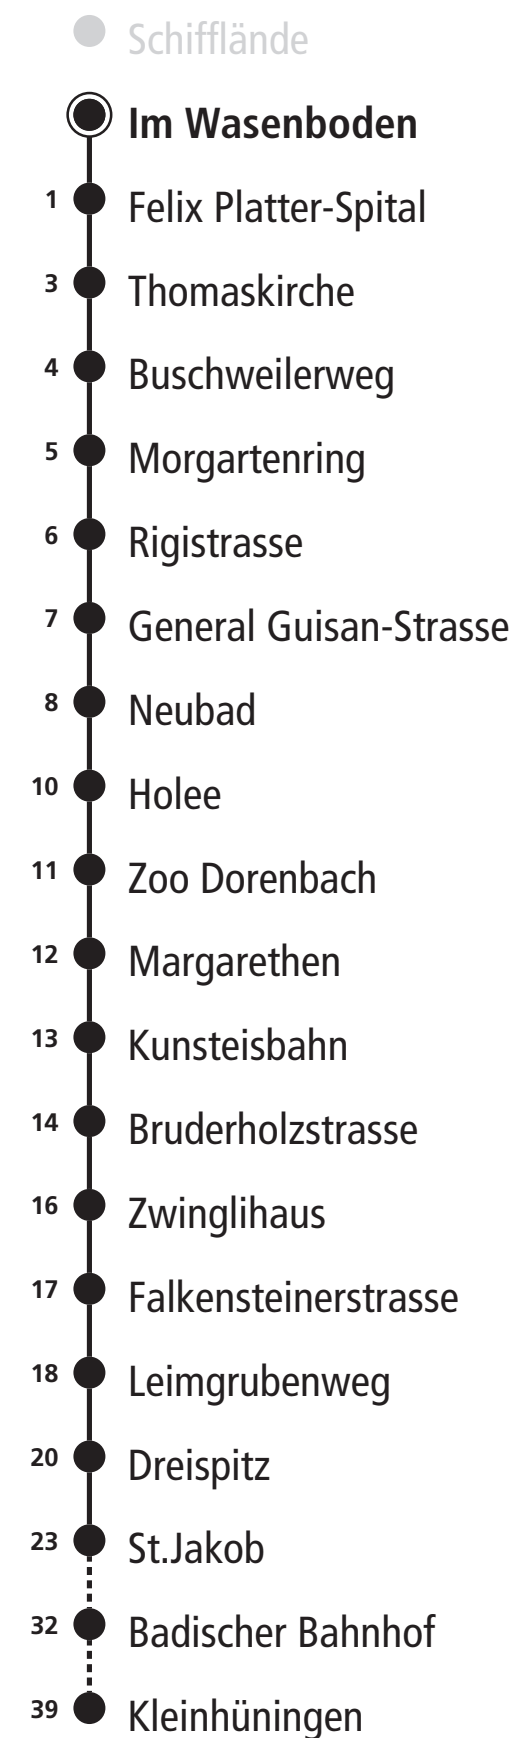 Schifflände
Im Wasenboden
1 Felix Platter-Spital
3 Thomaskirche
4 Buschweilerweg
5 Morgartenring
6 Rigistrasse
7 General Guisan-Strasse
8 Neubad
10 Holee
11 Zoo Dorenbach
12 Margarethen
13 Kunsteisbahn
14 Bruderholzstrasse
16 Zwinglihaus
17 Falkensteinerstrasse
18 Leimgrubenweg
20 Dreispitz
23 St.Jakob
32 Badischer Bahnhof
39 Kleinhüningen